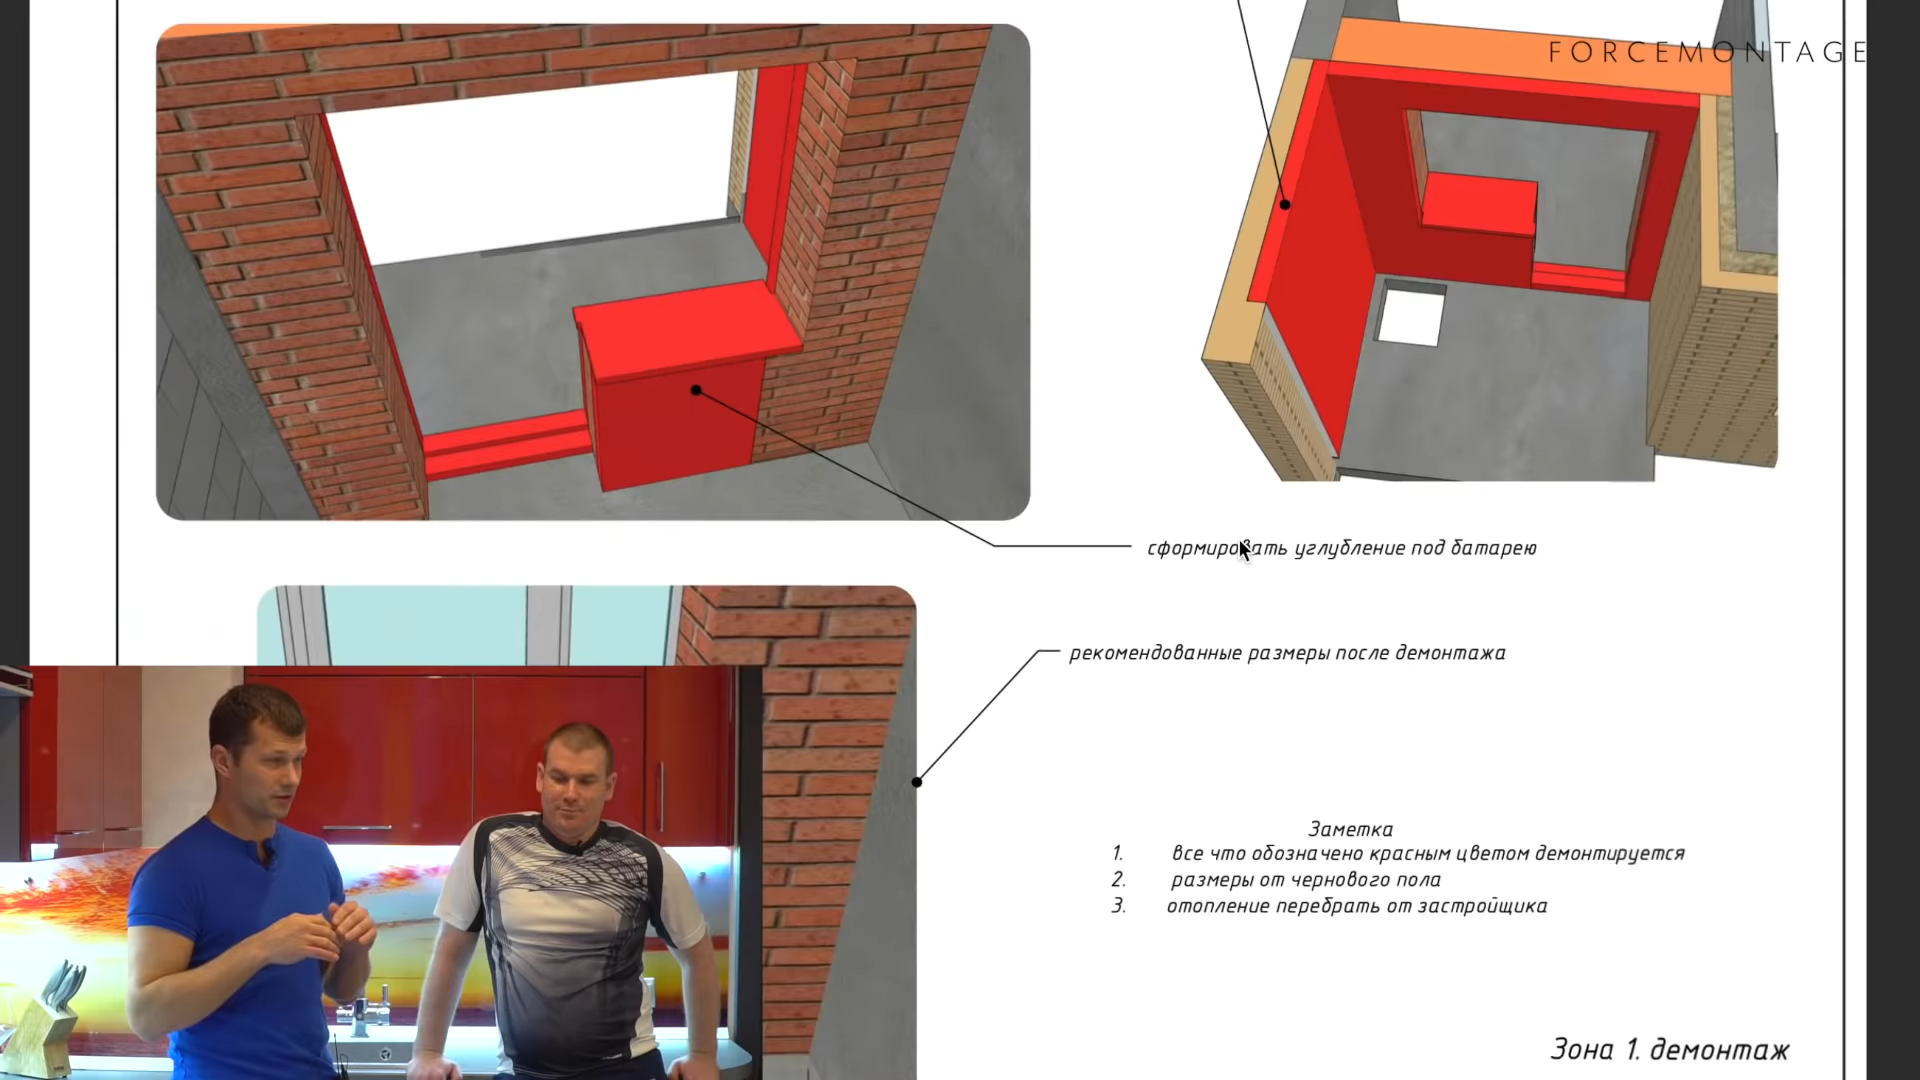 FORCEMONTAGE
сформировать углубление под батарею
рекомендованные размеры после демонтажа
Заметка
1. все что обозначено красным цветом демонтируется
2. размеры от чернового пола
3. отопление перебрать от застройщика
Зона 1. демонтаж